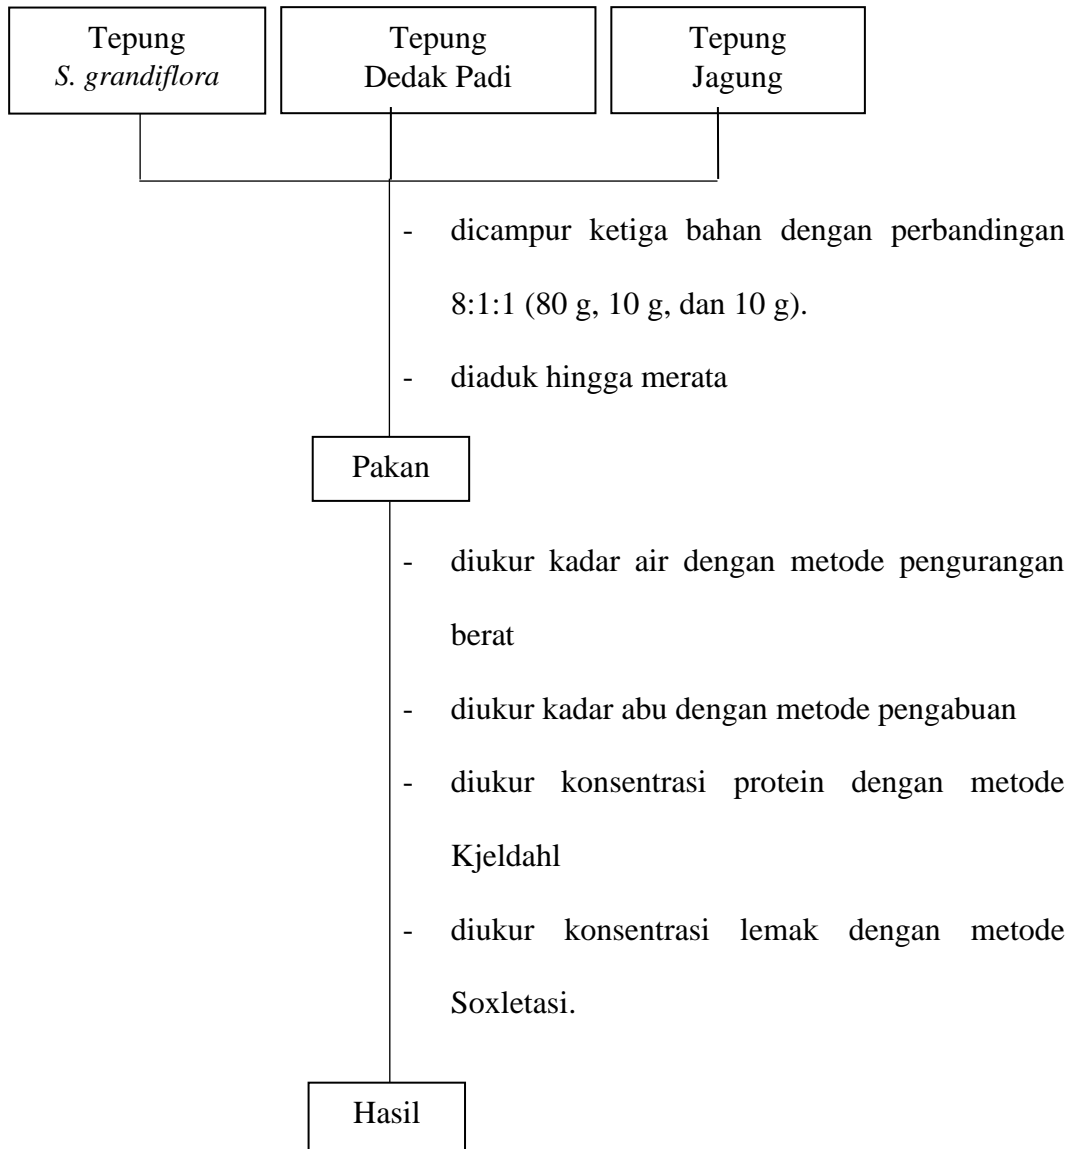 Tepung
S. grandiflora
Tepung
Dedak Padi
Tepung
Jagung
- dicampur ketiga bahan dengan perbandingan
8:1:1 (80 g, 10 g, dan 10 g).
- diaduk hingga merata
Pakan
- diukur kadar air dengan metode pengurangan
berat
- diukur kadar abu dengan metode pengabuan
- diukur konsentrasi protein dengan metode
Kjeldahl
- diukur konsentrasi lemak dengan metode
Soxletasi.
Hasil